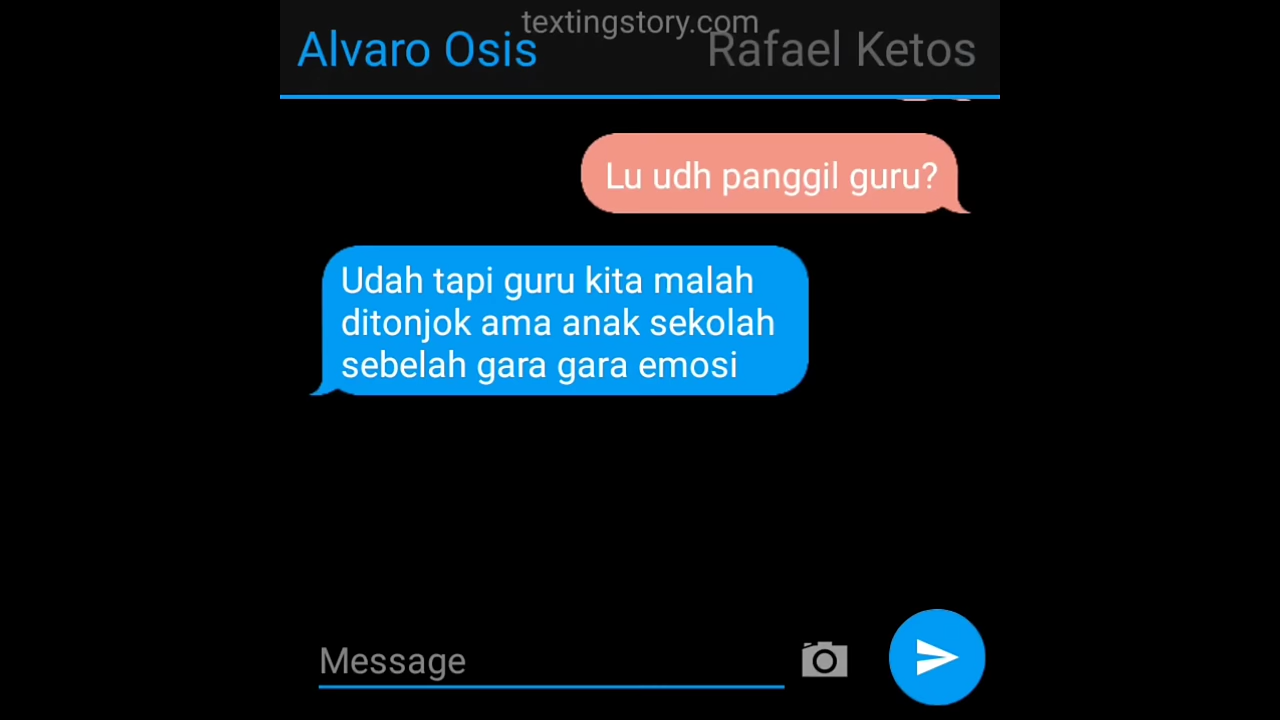 textingstory.com
Alvaro Osis
Rafael Ketos
Lu udh panggil guru?
Udah tapi guru kita malah
ditonjok ama anak sekolah
sebelah gara gara emosi
Message